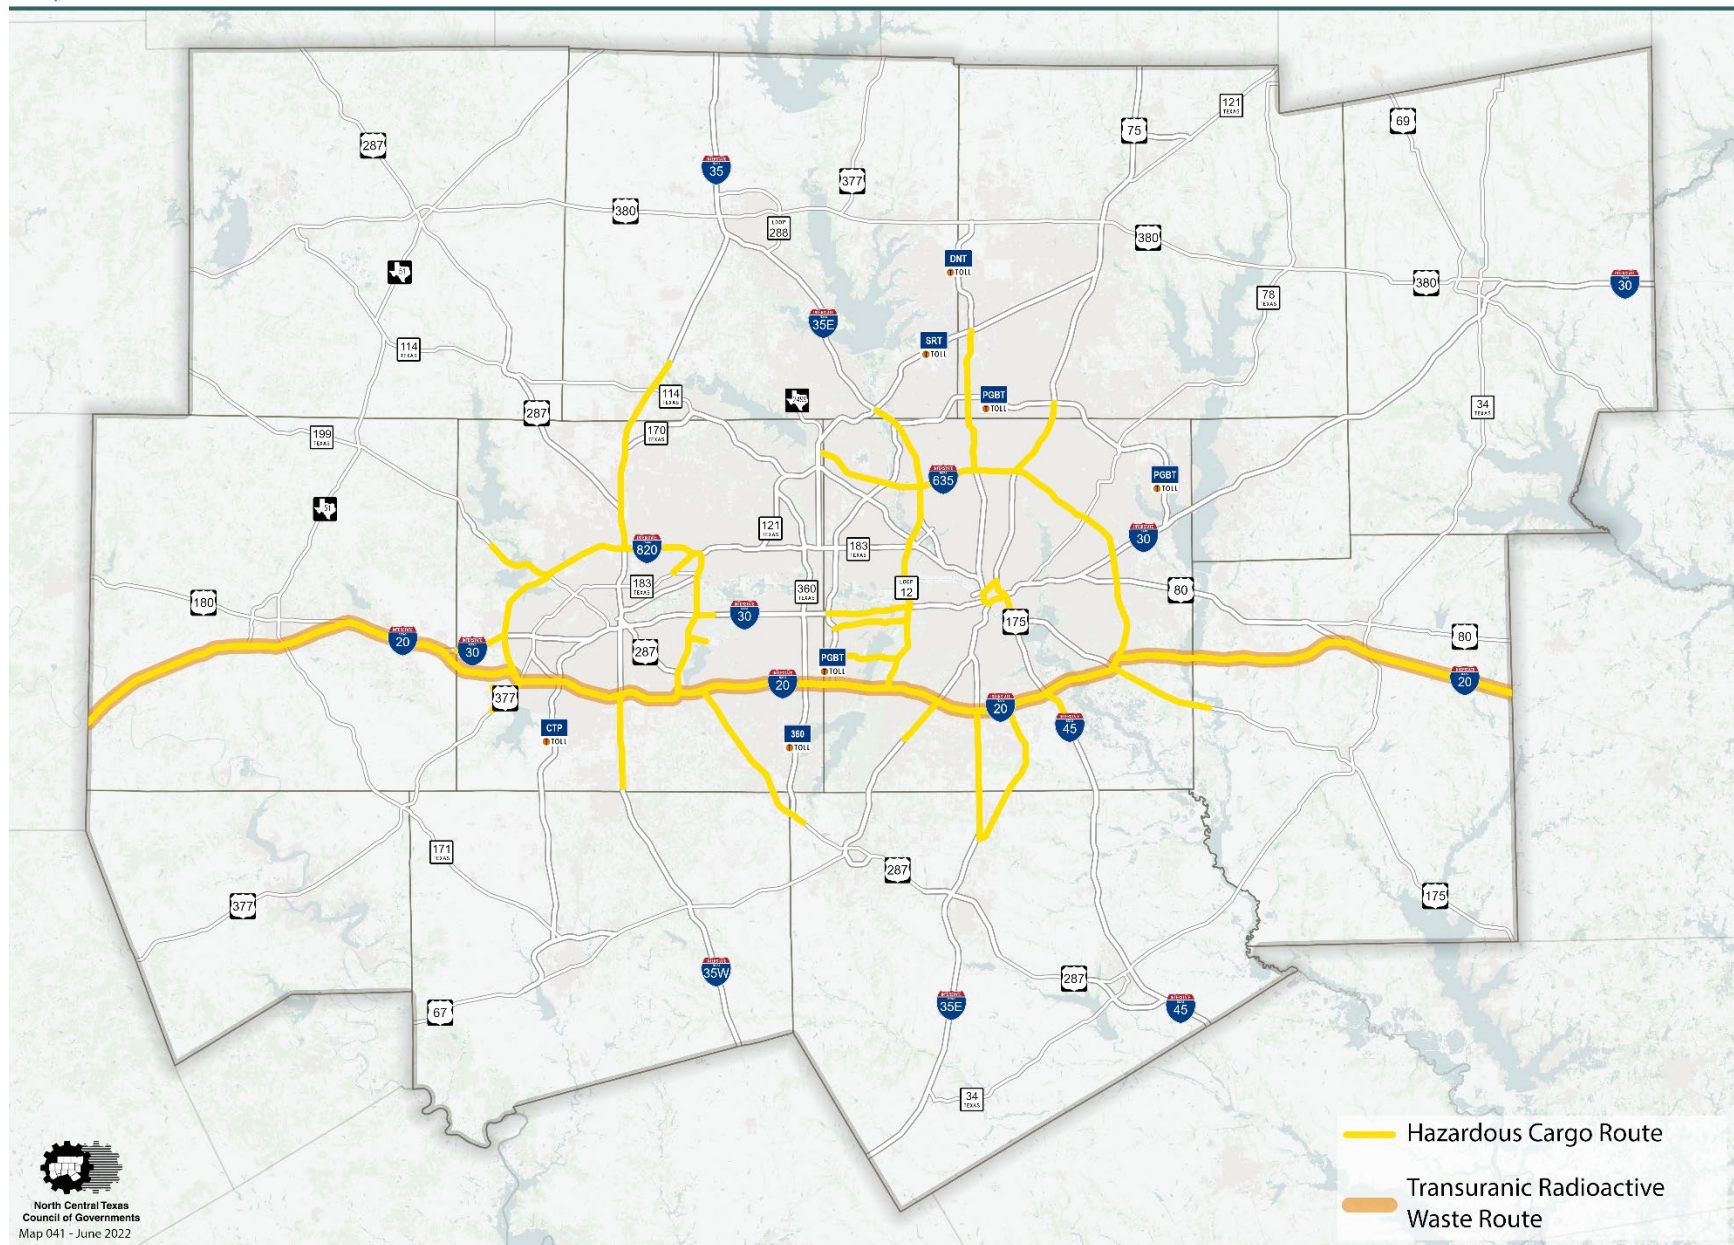 121
TEXAS
69
75
287
35
377
380
LOOP
288
380
DNT
TOLL
51
380
30
78
TEXAS
35E
SRT
TOLL
114
TEXAS
114
TEXAS
2499
PGBT
TOLL
287
34
TEXAS
199
TEXAS
170
TEXAS
635
PGBT
TOLL
51
121
TEXAS
30
820
183
TEXAS
183
TEXAS
360
TEXAS
LOOP
12
80
180
30
175
20
30
287
80
PGBT
TOLL
20
20
377
20
CTP
TOLL
360
TOLL
45
171
TEXAS
287
377
175
35W
287
67
35E
45
34
TEXAS
Hazardous Cargo Route
Transuranic Radioactive
Waste Route
North Central Texas
Council of Governments
Map 041 - June 2022